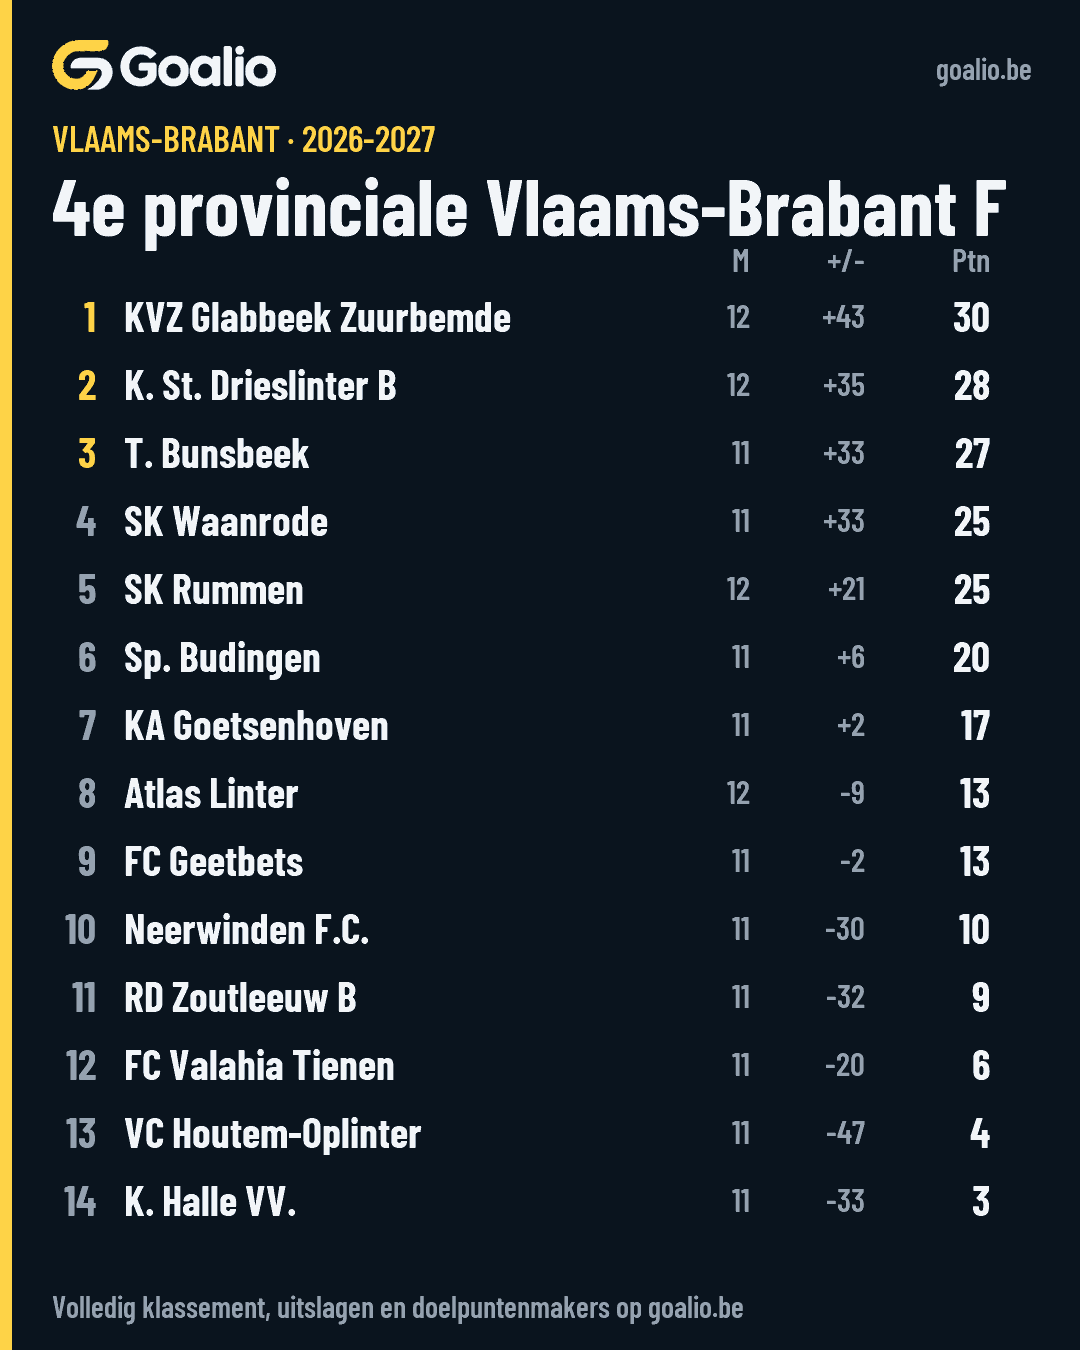 Goalio
goalio.be
VLAAMS-BRABANT · 2026-2027
4e provinciale Vlaams-Brabant F
M +/- Ptn
1 KVZ Glabbeek Zuurbemde 12 +43 30
2 K. St. Drieslinter B 12 +35 28
3 T. Bunsbeek 11 +33 27
4 SK Waanrode 11 +33 25
5 SK Rummen 12 +21 25
6 Sp. Budingen 11 +6 20
7 KA Goetsenhoven 11 +2 17
8 Atlas Linter 12 -9 13
9 FC Geetbets 11 -2 13
10 Neerwinden F.C. 11 -30 10
11 RD Zoutleeuw B 11 -32 9
12 FC Valahia Tienen 11 -20 6
13 VC Houtem-Oplinter 11 -47 4
14 K. Halle VV. 11 -33 3
Volledig klassement, uitslagen en doelpuntenmakers op goalio.be